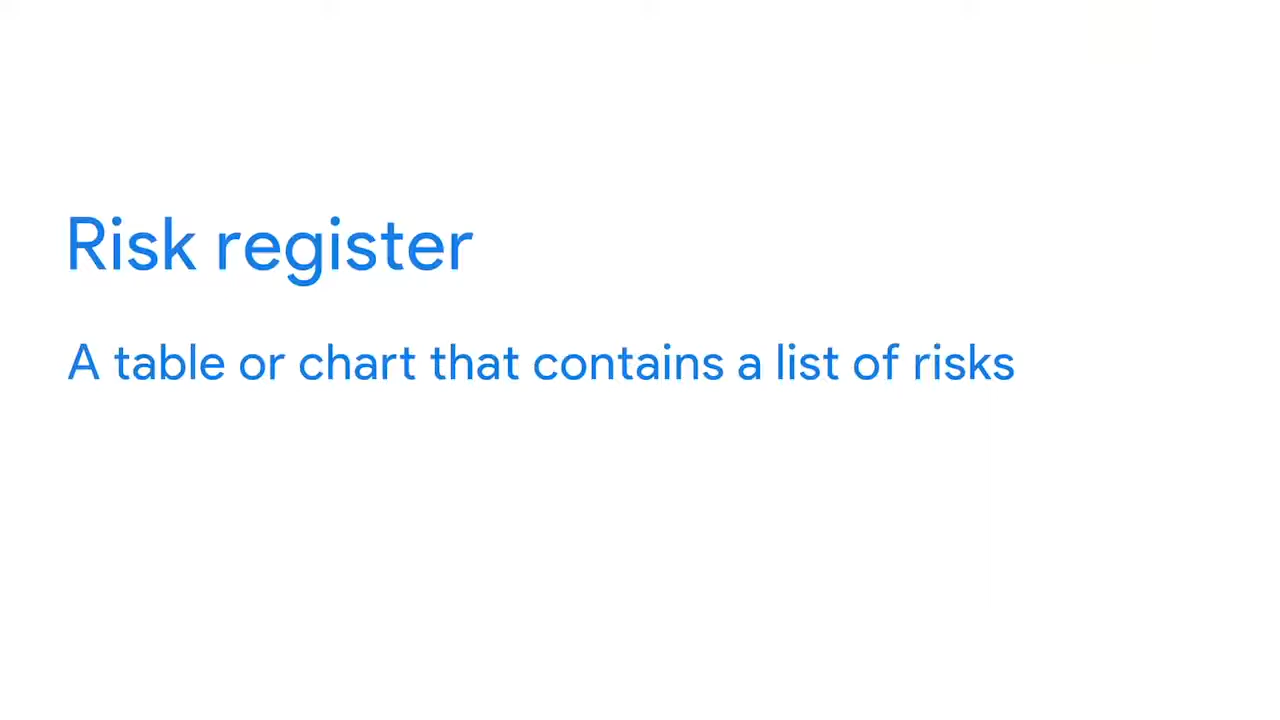 Risk register
A table or chart that contains a list of risks